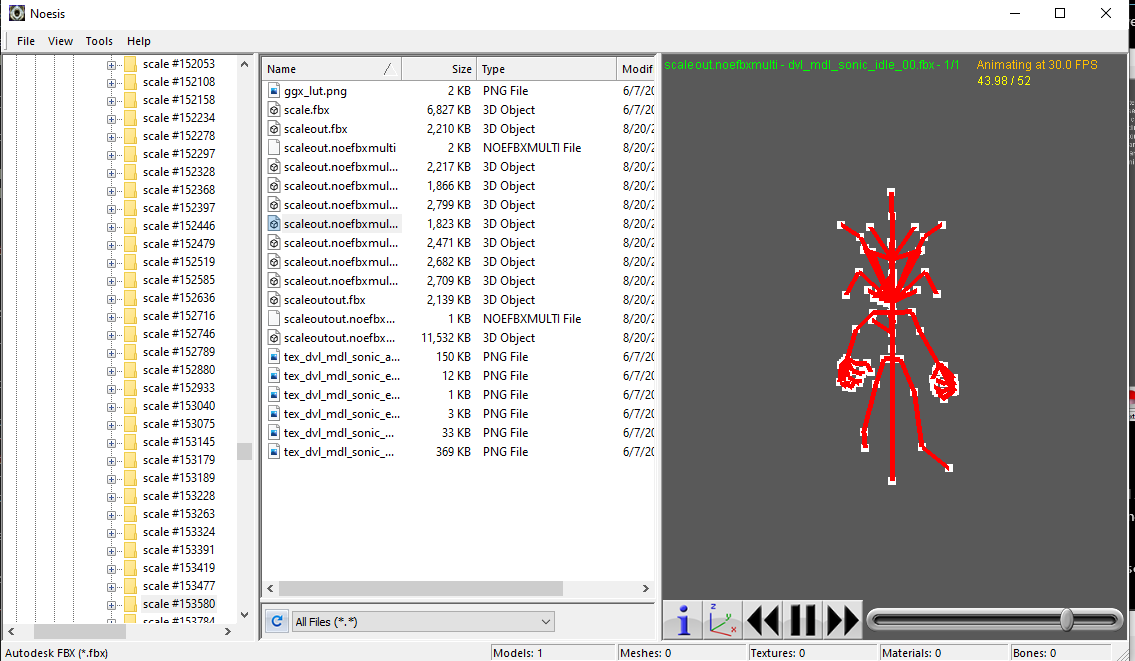 Noesis
File View Tools Help
scale #152053
scale #152108
scale #152158
scale #152234
scale #152278
scale #152297
scale #152328
scale #152368
scale #152397
scale #152446
scale #152479
scale #152519
scale #152585
scale #152636
scale #152716
scale #152746
scale #152789
scale #152880
scale #152933
scale #153040
scale #153075
scale #153145
scale #153179
scale #153189
scale #153228
scale #153263
scale #153324
scale #153391
scale #153419
scale #153477
scale #153580
scale #153784
Name Size Type Modif
ggx_lut.png 2 KB PNG File 6/7/20
scale.fbx 6,827 KB 3D Object 6/7/20
scaleout.fbx 2,210 KB 3D Object 8/20/2
scaleout.noefbxmulti 2 KB NOEFBXMULTI File 8/20/2
scaleout.noefbxmul... 2,217 KB 3D Object 8/20/2
scaleout.noefbxmul... 1,866 KB 3D Object 8/20/2
scaleout.noefbxmul... 2,799 KB 3D Object 8/20/2
scaleout.noefbxmul... 1,823 KB 3D Object 8/20/2
scaleout.noefbxmul... 2,471 KB 3D Object 8/20/2
scaleout.noefbxmul... 2,682 KB 3D Object 8/20/2
scaleout.noefbxmul... 2,709 KB 3D Object 8/20/2
scaleoutout.fbx 2,139 KB 3D Object 8/20/2
scaleoutout.noefbx... 1 KB NOEFBXMULTI File 8/20/2
scaleoutout.noefbx... 11,532 KB 3D Object 8/20/2
tex_dvl_mdl_sonic_a... 150 KB PNG File 6/7/20
tex_dvl_mdl_sonic_e... 12 KB PNG File 6/7/20
tex_dvl_mdl_sonic_e... 1 KB PNG File 6/7/20
tex_dvl_mdl_sonic_e... 3 KB PNG File 6/7/20
tex_dvl_mdl_sonic_... 33 KB PNG File 6/7/20
tex_dvl_mdl_sonic_... 369 KB PNG File 6/7/20
All Files (*.*)
scaleout.noefbxmulti - dvl_mdl_sonic_idle_00.fbx - 1/1 Animating at 30.0 FPS
43.98 / 52
z
y
x
Autodesk FBX (*.fbx) Models: 1 Meshes: 0 Textures: 0 Materials: 0 Bones: 0